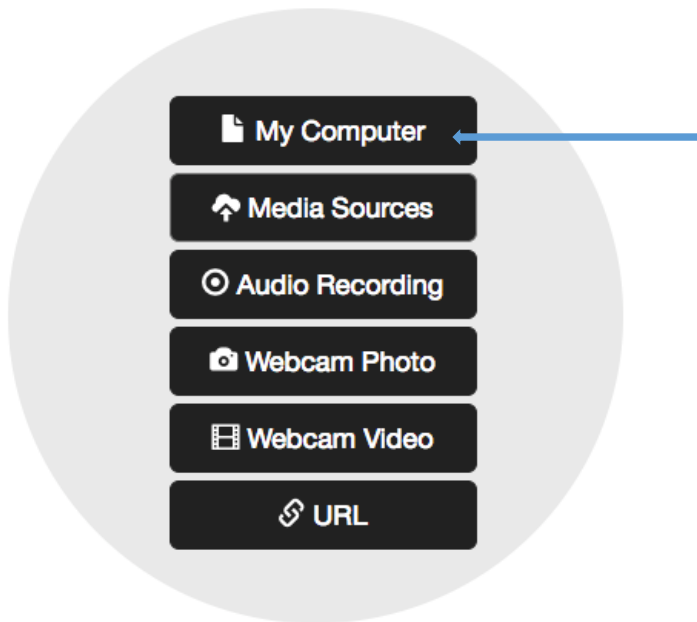 My Computer
Media Sources
Audio Recording
Webcam Photo
Webcam Video
URL